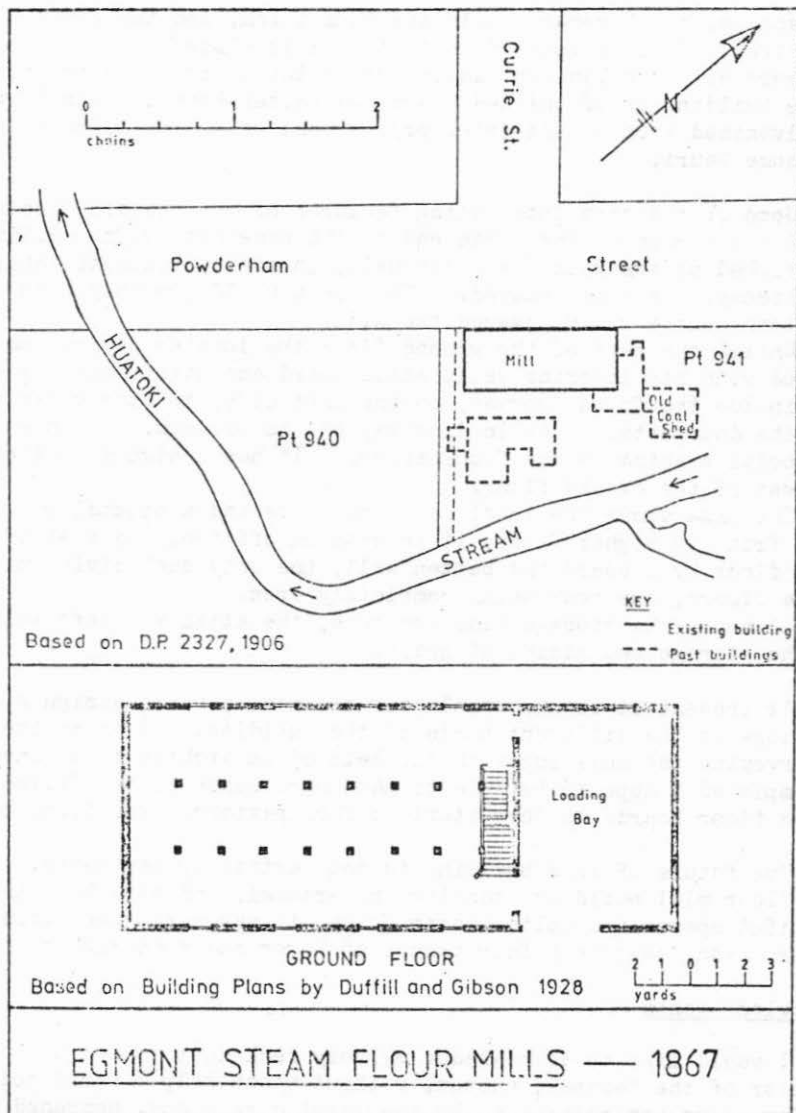 Currie St.
N
0 1 2
chains
Powderham Street
HUATOKI
Mill
Pt 941
Old
Coal
Shed
Pt 940
STREAM
KEY
Existing building
Past buildings
Based on D.P. 2327, 1906
Loading
Bay
GROUND FLOOR
2 1 0 1 2 3
yards
Based on Building Plans by Duffill and Gibson 1928
EGMONT STEAM FLOUR MILLS — 1867